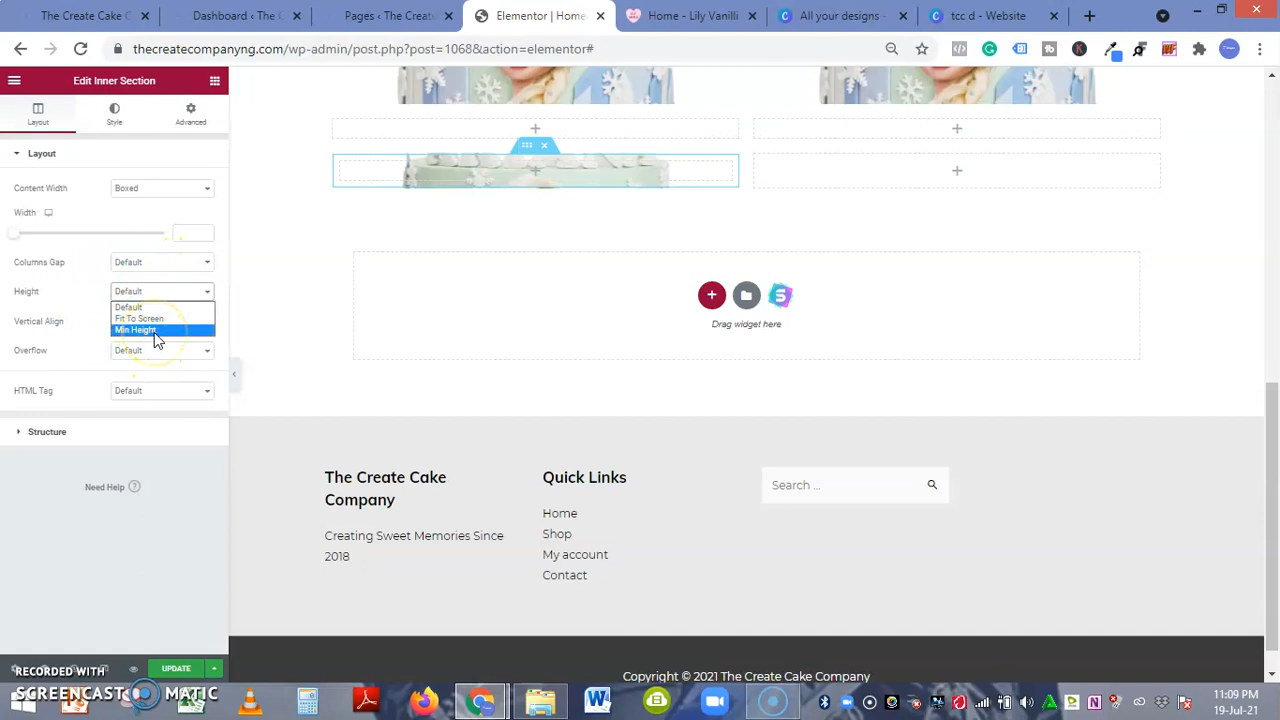 The Create Cak
Dashboard ‹ The C
Pages ‹ The Create
Elementor | Home
Home - Lily Vanilli
All your designs -
tcc d - Website
thecreatecompanyng.com/wp-admin/post.php?post=1068&action=elementor#
Edit Inner Section
Layout
Style
Advanced
Layout
Content Width
Boxed
Width
Columns Gap
Default
Height
Default
Default
Fit To Screen
Min Height
Vertical Align
Overflow
Default
HTML Tag
Default
Structure
Need Help
UPDATE
Drag widget here
The Create Cake
Company
Creating Sweet Memories Since
2018
Quick Links
Home
Shop
My account
Contact
Search ...
Copyright © 2021 The Create Cake Company
RECORDED WITH
SCREENCAST MATIC
11:09 PM
19-Jul-21